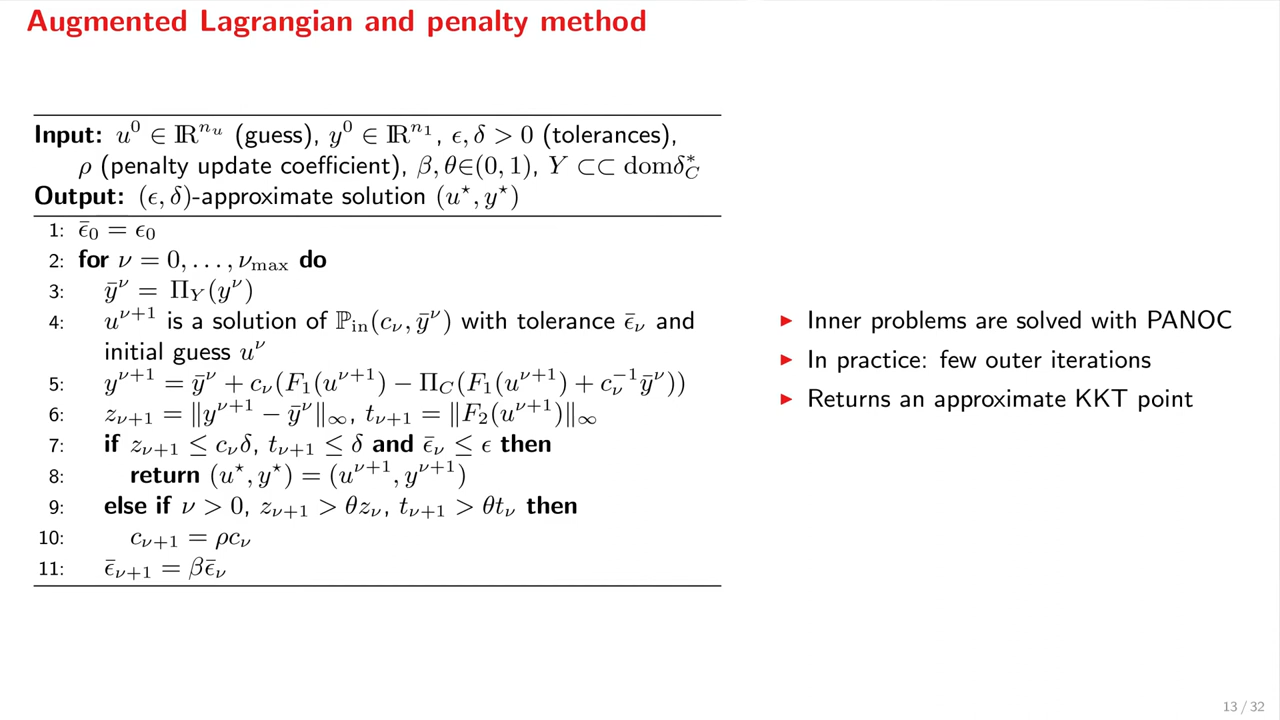 Augmented Lagrangian and penalty method
Input: u⁰ ∈ ℝⁿᵘ (guess), y⁰ ∈ ℝⁿ¹, ϵ, δ > 0 (tolerances),
ρ (penalty update coefficient), β, θ∈(0, 1), Y ⊂⊂ domδ*_C
Output: (ϵ, δ)-approximate solution (u⋆, y⋆)
1: ϵ̄₀ = ϵ₀
2: for ν = 0, . . . , ν_max do
3: ȳ^ν = Π_Y(y^ν)
4: u^{ν+1} is a solution of ℙ_in(c_ν, ȳ^ν) with tolerance ϵ̄_ν and
initial guess u^ν
5: y^{ν+1} = ȳ^ν + c_ν(F₁(u^{ν+1}) − Π_C(F₁(u^{ν+1}) + c_ν^{−1}ȳ^ν))
6: z_{ν+1} = ‖y^{ν+1} − ȳ^ν‖_∞, t_{ν+1} = ‖F₂(u^{ν+1})‖_∞
7: if z_{ν+1} ≤ c_νδ, t_{ν+1} ≤ δ and ϵ̄_ν ≤ ϵ then
8: return (u⋆, y⋆) = (u^{ν+1}, y^{ν+1})
9: else if ν > 0, z_{ν+1} > θz_ν, t_{ν+1} > θt_ν then
10: c_{ν+1} = ρc_ν
11: ϵ̄_{ν+1} = βϵ̄_ν
▶ Inner problems are solved with PANOC
▶ In practice: few outer iterations
▶ Returns an approximate KKT point
13 / 32